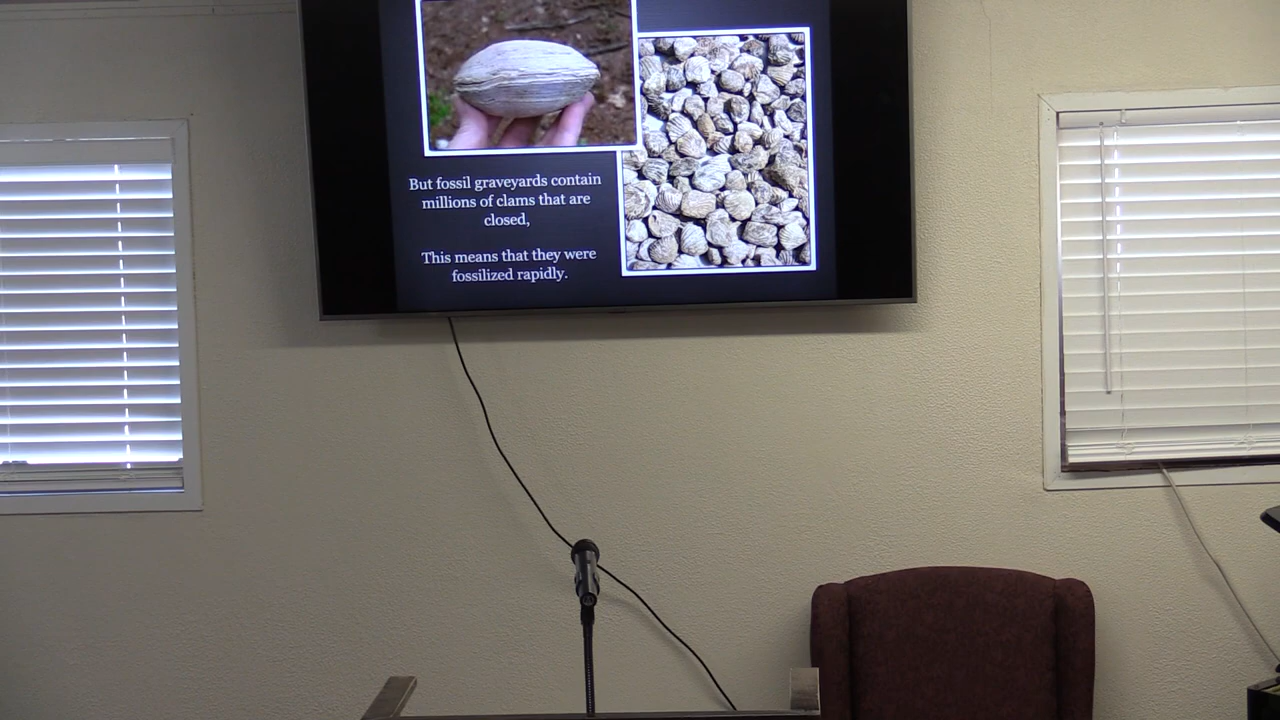 But fossil graveyards contain
millions of clams that are
closed,
This means that they were
fossilized rapidly.